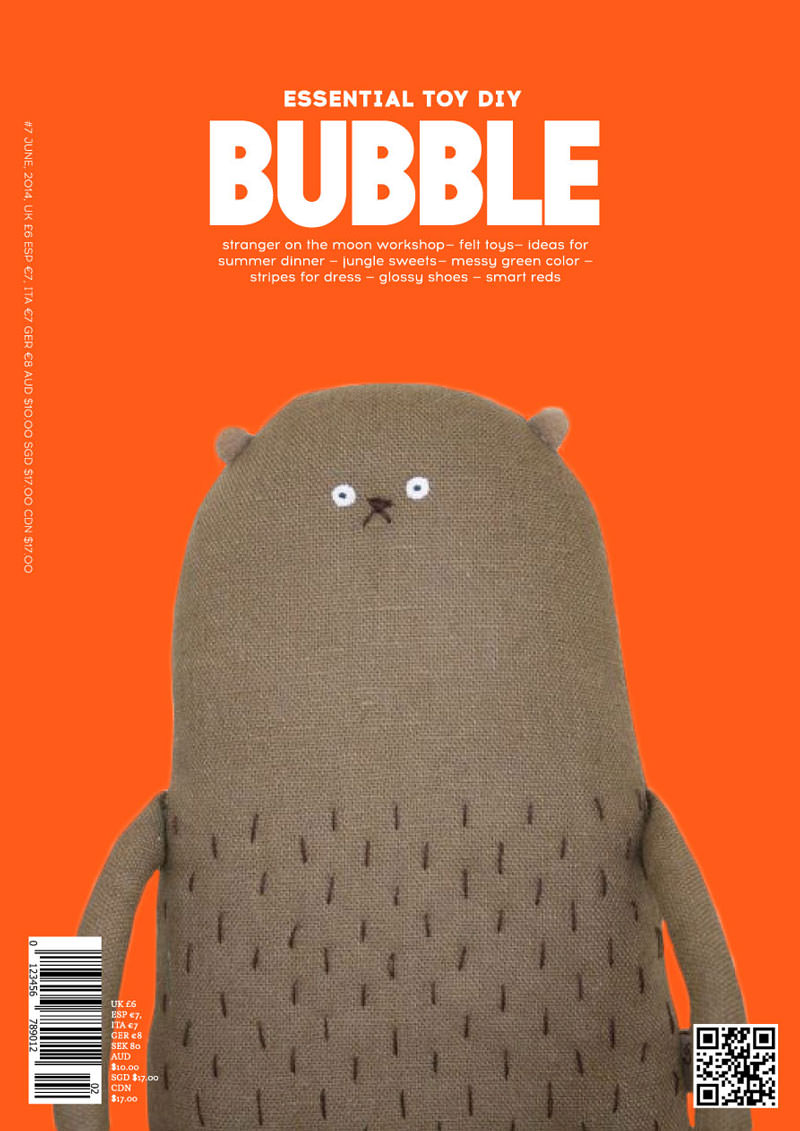 ESSENTIAL TOY DIY
BUBBLE
stranger on the moon workshop– felt toys– ideas for
summer dinner – jungle sweets– messy green color –
stripes for dress – glossy shoes – smart reds
#7 JUNE, 2014, UK £6 ESP €7, ITA €7 GER €8 AUD $10.00 SGD $17.00 CDN $17.00
0 123456 789012
02
UK £6
ESP €7,
ITA €7
GER €8
SEK 80
AUD
$10.00
SGD $17.00
CDN
$17.00